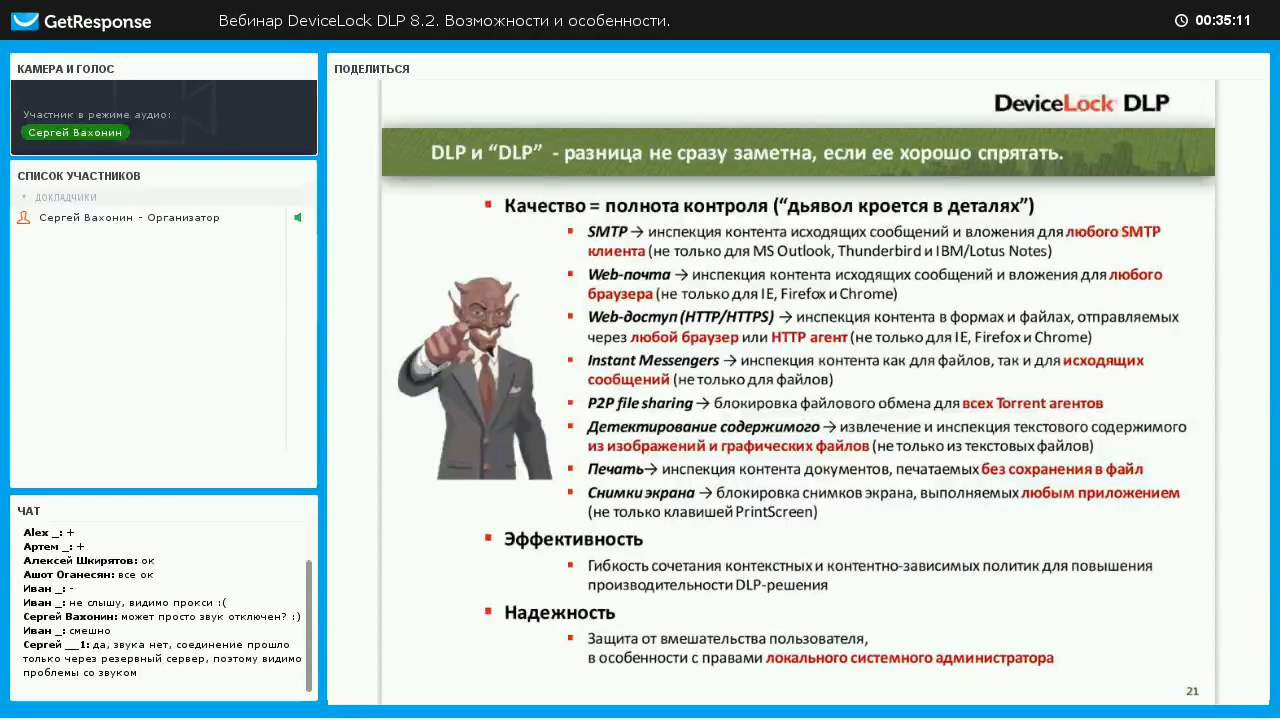 GetResponse
Вебинар DeviceLock DLP 8.2. Возможности и особенности.
00:35:11
КАМЕРА И ГОЛОС
Участник в режиме аудио:
Сергей Вахонин
СПИСОК УЧАСТНИКОВ
ДОКЛАДЧИКИ
Сергей Вахонин - Организатор
ЧАТ
Alex _: +
Артем _: +
Алексей Шкирятов: ок
Ашот Оганесян: все ок
Иван _: -
Иван _: не слышу, видимо прокси :(
Сергей Вахонин: может просто звук отключен? :)
Иван _: смешно
Сергей __1: да, звука нет, соединение прошло
только через резервный сервер, поэтому видимо
проблемы со звуком
ПОДЕЛИТЬСЯ
DeviceLock DLP
DLP и “DLP” - разница не сразу заметна, если ее хорошо спрятать.
Качество = полнота контроля (“дьявол кроется в деталях”)
SMTP → инспекция контента исходящих сообщений и вложения для любого SMTP
клиента (не только для MS Outlook, Thunderbird и IBM/Lotus Notes)
Web-почта → инспекция контента исходящих сообщений и вложения для любого
браузера (не только для IE, Firefox и Chrome)
Web-доступ (HTTP/HTTPS) → инспекция контента в формах и файлах, отправляемых
через любой браузер или HTTP агент (не только для IE, Firefox и Chrome)
Instant Messengers → инспекция контента как для файлов, так и для исходящих
сообщений (не только для файлов)
P2P file sharing → блокировка файлового обмена для всех Torrent агентов
Детектирование содержимого → извлечение и инспекция текстового содержимого
из изображений и графических файлов (не только из текстовых файлов)
Печать→ инспекция контента документов, печатаемых без сохранения в файл
Снимки экрана → блокировка снимков экрана, выполняемых любым приложением
(не только клавишей PrintScreen)
Эффективность
Гибкость сочетания контекстных и контентно-зависимых политик для повышения
производительности DLP-решения
Надежность
Защита от вмешательства пользователя,
в особенности с правами локального системного администратора
21